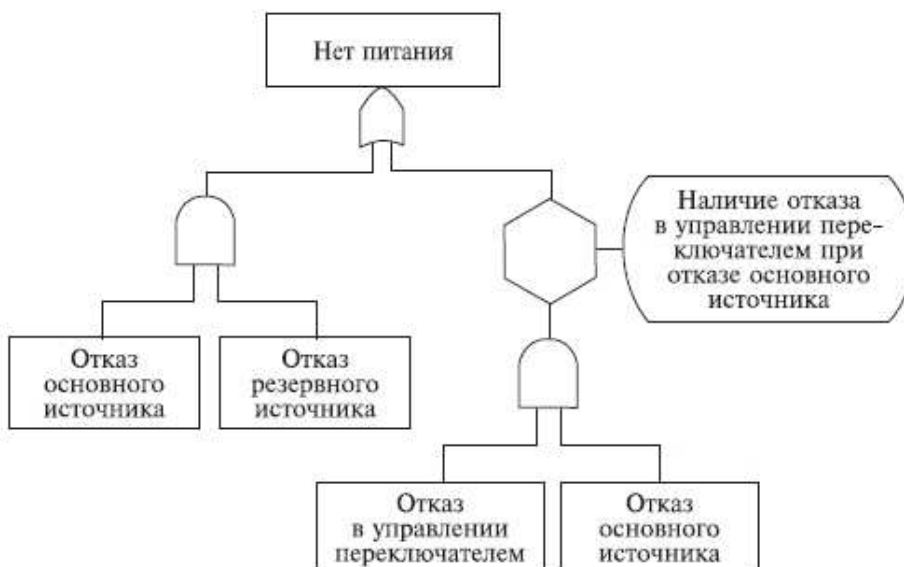 Нет питания
Наличие отказа
в управлении пере-
ключателем при
отказе основного
источника
Отказ
основного
источника
Отказ
резервного
источника
Отказ
в управлении
переключателем
Отказ
основного
источника